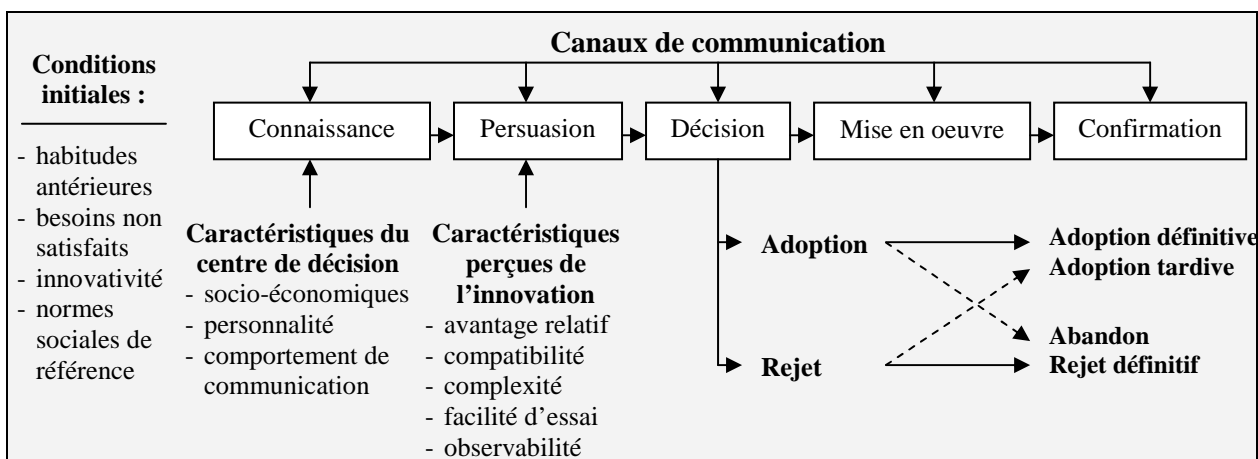 Canaux de communication
Conditions
initiales :
- habitudes
antérieures
- besoins non
satisfaits
- innovativité
- normes
sociales de
référence
Connaissance
Persuasion
Décision
Mise en oeuvre
Confirmation
Caractéristiques du
centre de décision
- socio-économiques
- personnalité
- comportement de
communication
Caractéristiques
perçues de
l’innovation
- avantage relatif
- compatibilité
- complexité
- facilité d’essai
- observabilité
Adoption
Rejet
Adoption définitive
Adoption tardive
Abandon
Rejet définitif